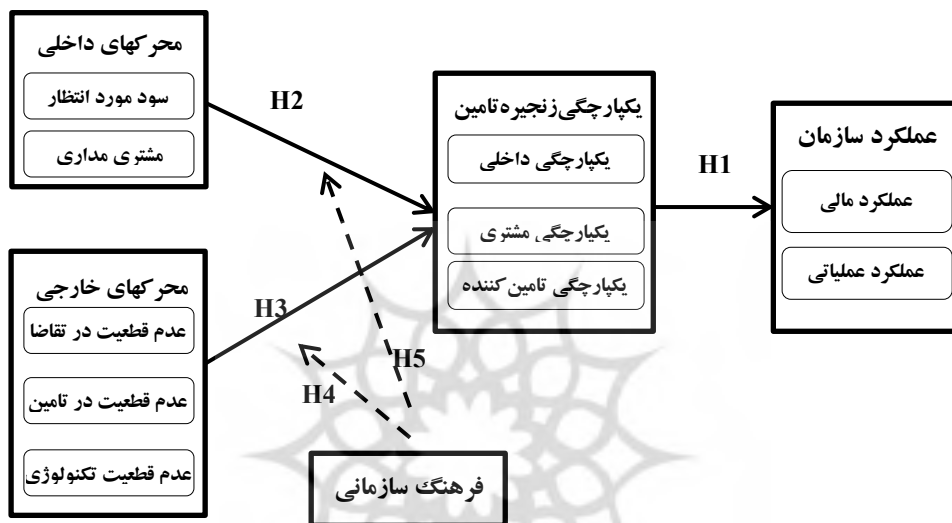 محرکهای داخلی
سود مورد انتظار
مشتری مداری
H2
یکپارچگی زنجیره تامین
یکپارچگی داخلی
یکپارچگی مشتری
یکپارچگی تامین کننده
H1
عملکرد سازمان
عملکرد مالی
عملکرد عملیاتی
محرکهای خارجی
عدم قطعیت در تقاضا
عدم قطعیت در تامین
عدم قطعیت تکنولوژی
H3
H5
H4
فرهنگ سازمانی